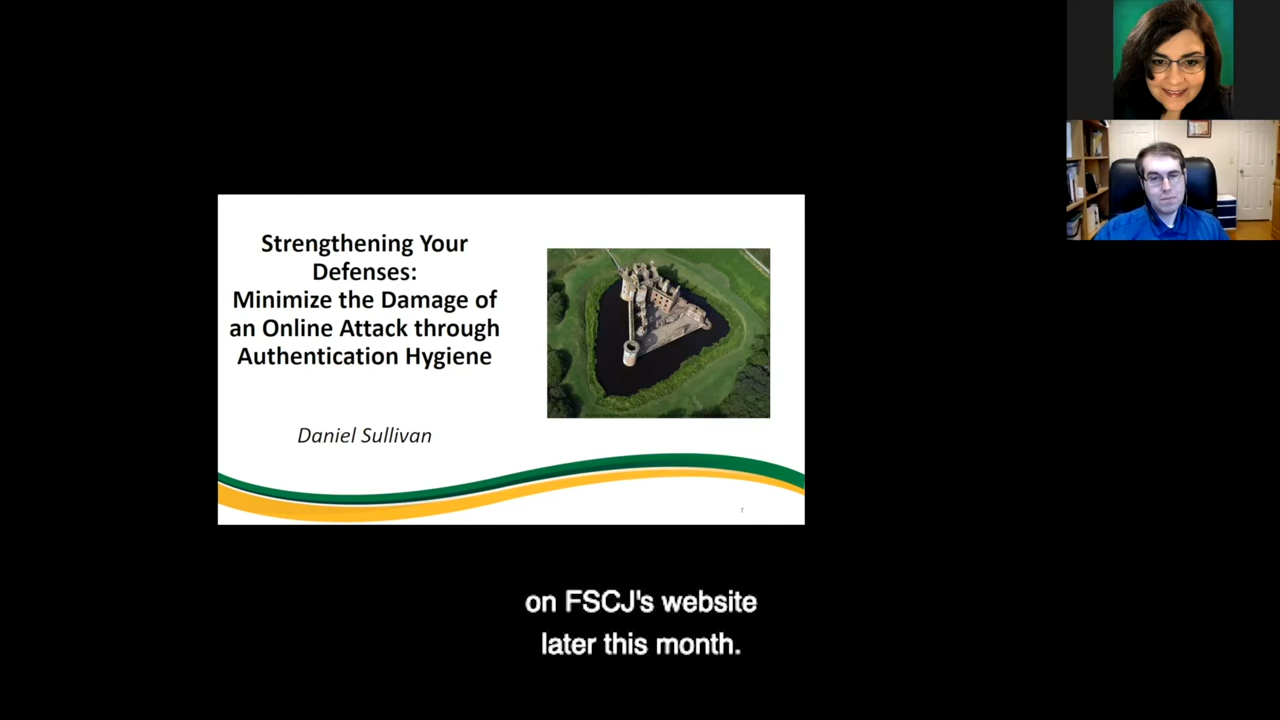 Strengthening Your
Defenses:
Minimize the Damage of
an Online Attack through
Authentication Hygiene
Daniel Sullivan
1
on FSCJ's website
later this month.